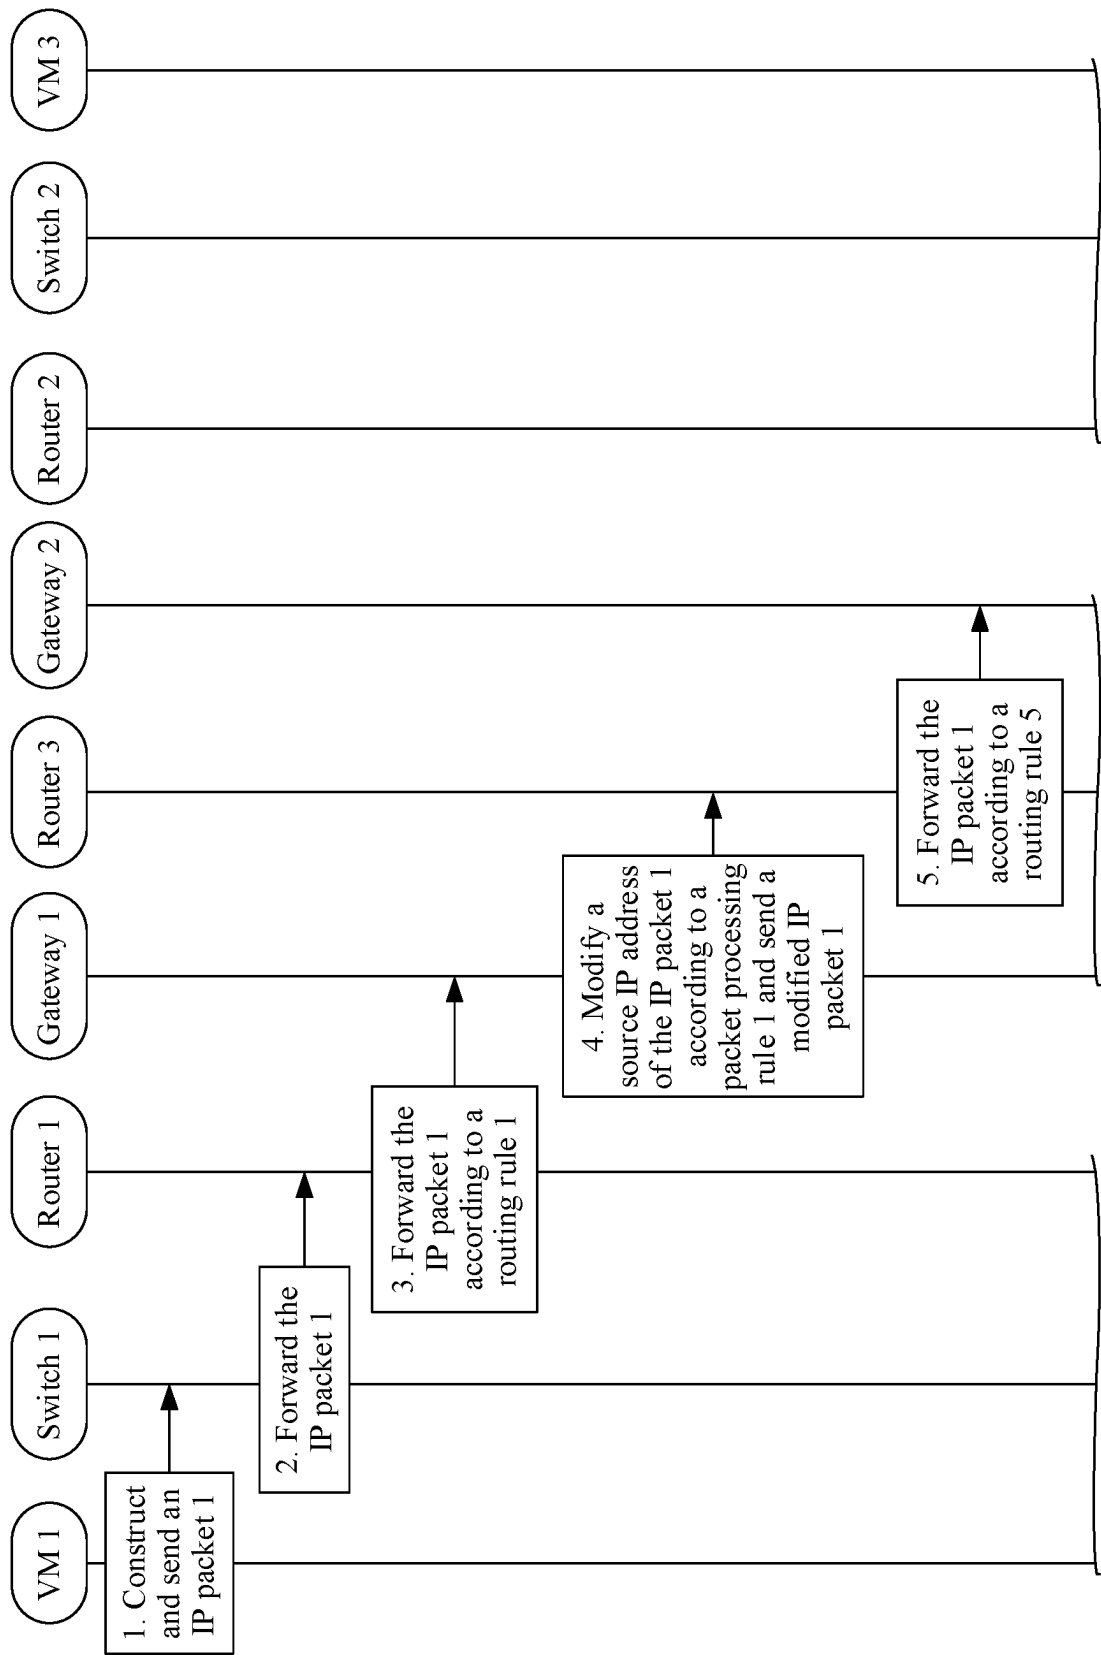 VM 1
Switch 1
Router 1
Gateway 1
Router 3
Gateway 2
Router 2
Switch 2
VM 3
1. Construct
and send an
IP packet 1
2. Forward the
IP packet 1
3. Forward the
IP packet 1
according to a
routing rule 1
4. Modify a
source IP address
of the IP packet 1
according to a
packet processing
rule 1 and send a
modified IP
packet 1
5. Forward the
IP packet 1
according to a
routing rule 5